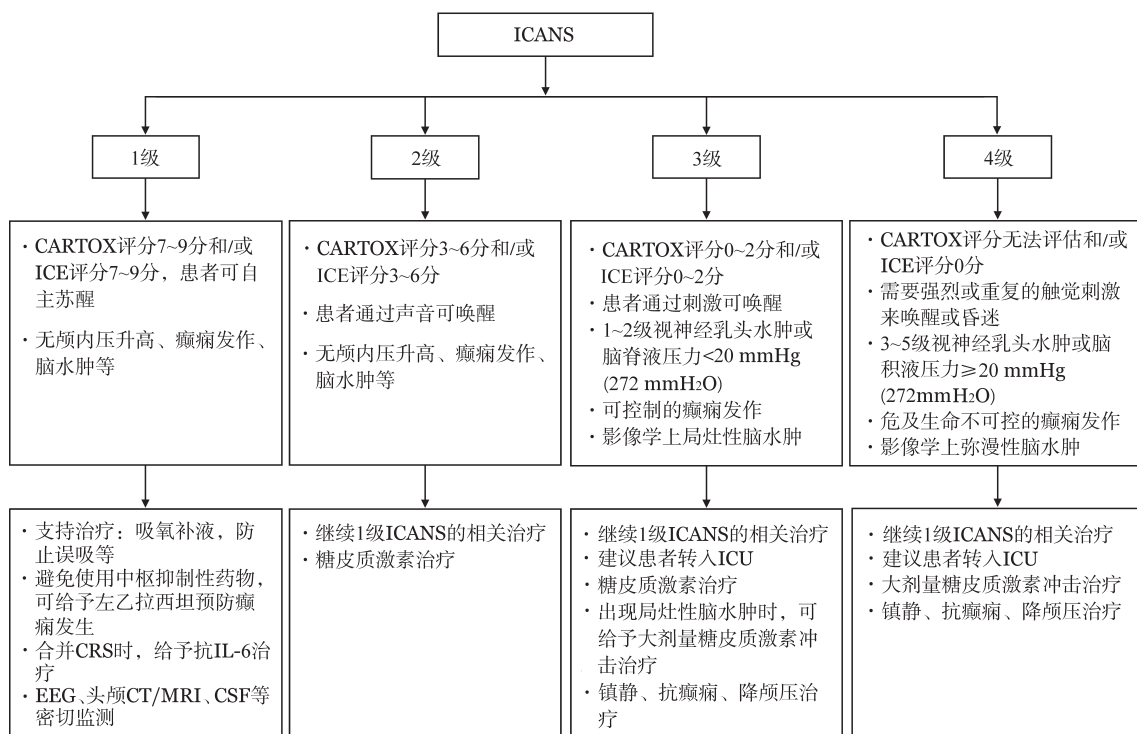 ICANS
1级
2级
3级
4级
· CARTOX评分7~9分和/或
ICE评分7~9分，患者可自
主苏醒
· 无颅内压升高、癫痫发作、
脑水肿等
· CARTOX评分3~6分和/或
ICE评分3~6分
· 患者通过声音可唤醒
· 无颅内压升高、癫痫发作、
脑水肿等
· CARTOX评分0~2分和/或
ICE评分0~2分
· 患者通过刺激可唤醒
· 1~2级视神经乳头水肿或
脑脊液压力<20 mmHg
(272 mmH₂O)
· 可控制的癫痫发作
· 影像学上局灶性脑水肿
· CARTOX评分无法评估和/或
ICE评分0分
· 需要强烈或重复的触觉刺激
来唤醒或昏迷
· 3~5级视神经乳头水肿或脑
积液压力≥20 mmHg
(272mmH₂O)
· 危及生命不可控的癫痫发作
· 影像学上弥漫性脑水肿
· 支持治疗：吸氧补液，防
止误吸等
· 避免使用中枢抑制性药物，
可给予左乙拉西坦预防癫
痫发生
· 合并CRS时，给予抗IL-6治
疗
· EEG、头颅CT/MRI、CSF等
密切监测
· 继续1级ICANS的相关治疗
· 糖皮质激素治疗
· 继续1级ICANS的相关治疗
· 建议患者转入ICU
· 糖皮质激素治疗
· 出现局灶性脑水肿时，可
给予大剂量糖皮质激素冲
击治疗
· 镇静、抗癫痫、降颅压治
疗
· 继续1级ICANS的相关治疗
· 建议患者转入ICU
· 大剂量糖皮质激素冲击治疗
· 镇静、抗癫痫、降颅压治疗